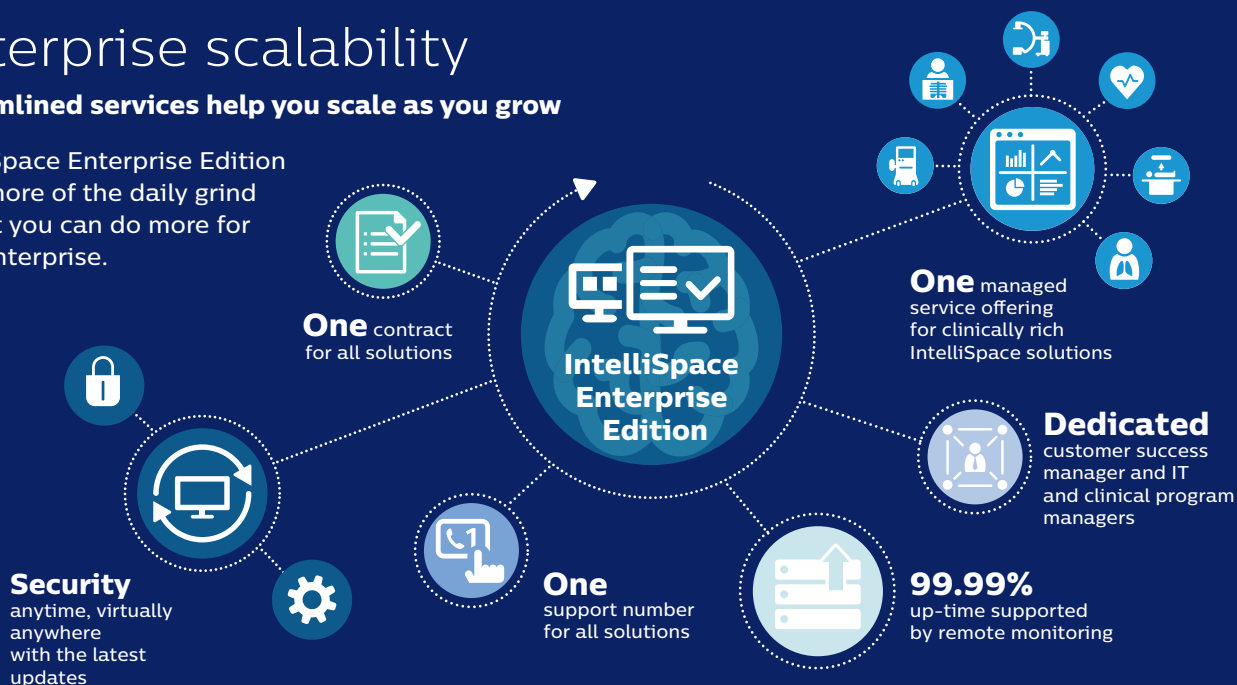 terprise scalability
mlined services help you scale as you grow
Space Enterprise Edition
more of the daily grind
t you can do more for
nterprise.
One contract
for all solutions
IntelliSpace
Enterprise
Edition
One managed
service offering
for clinically rich
IntelliSpace solutions
Dedicated
customer success
manager and IT
and clinical program
managers
Security
anytime, virtually
anywhere
with the latest
updates
1
One
support number
for all solutions
99.99%
up-time supported
by remote monitoring